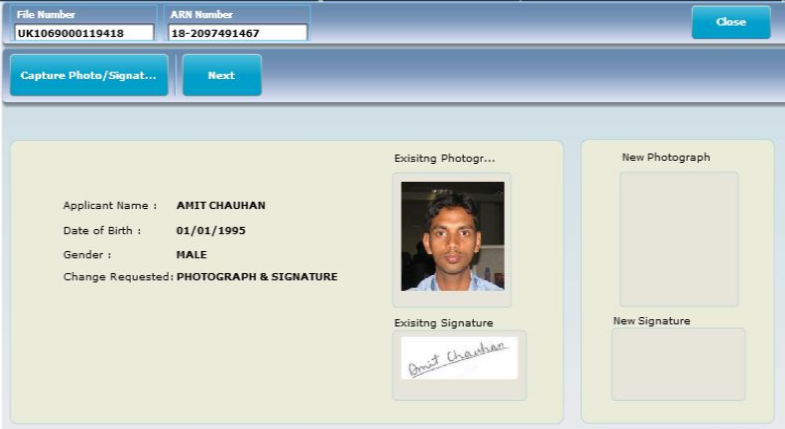 File Number
ARN Number
UK1069000119418
18-2097491467
Close
Capture Photo/Signat...
Next
Exisitng Photogr...
New Photograph
Applicant Name : AMIT CHAUHAN
Date of Birth : 01/01/1995
Gender : MALE
Change Requested: PHOTOGRAPH & SIGNATURE
Exisitng Signature
New Signature
Amit Chauhan